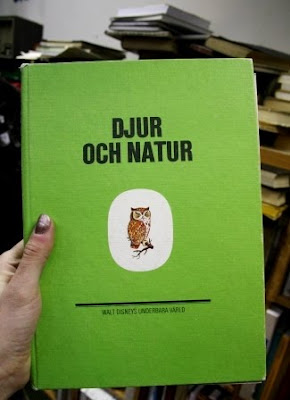 DJUR
OCH NATUR
WALT DISNEYS UNDERBARA VÄRLD